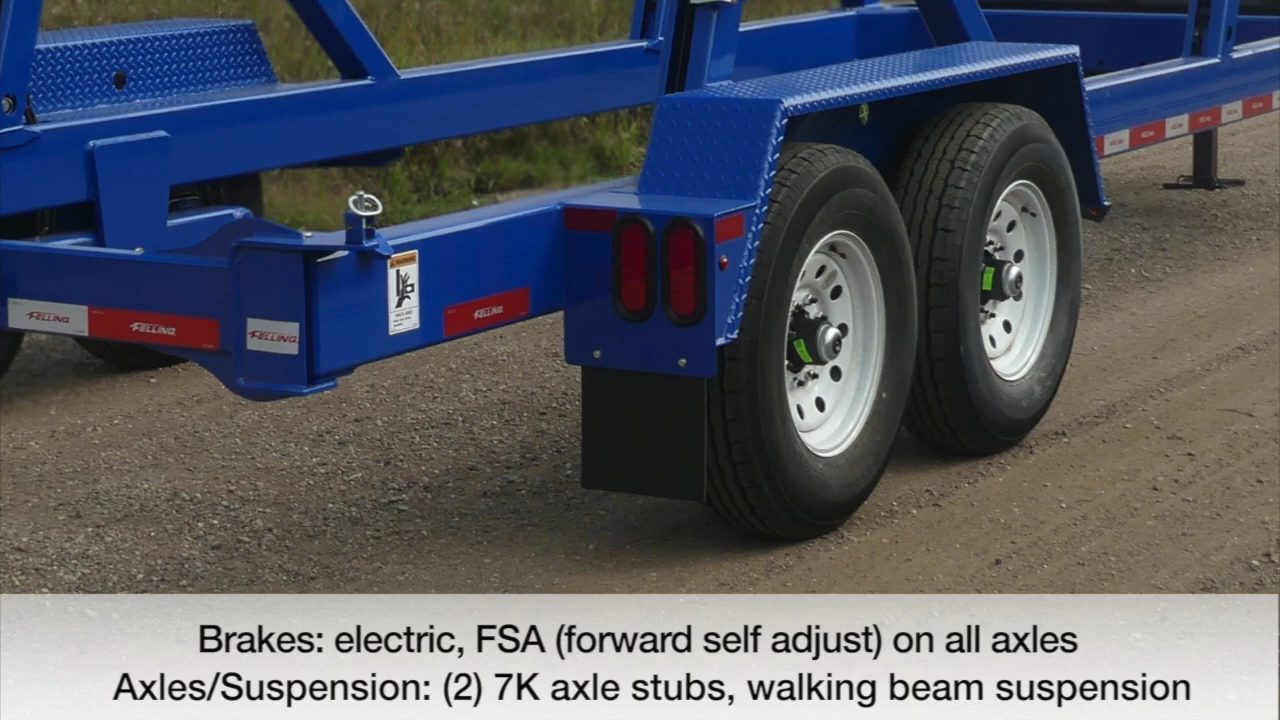 FELLING
FELLING
FELLING
WARNING
FELLING
Brakes: electric, FSA (forward self adjust) on all axles
Axles/Suspension: (2) 7K axle stubs, walking beam suspension